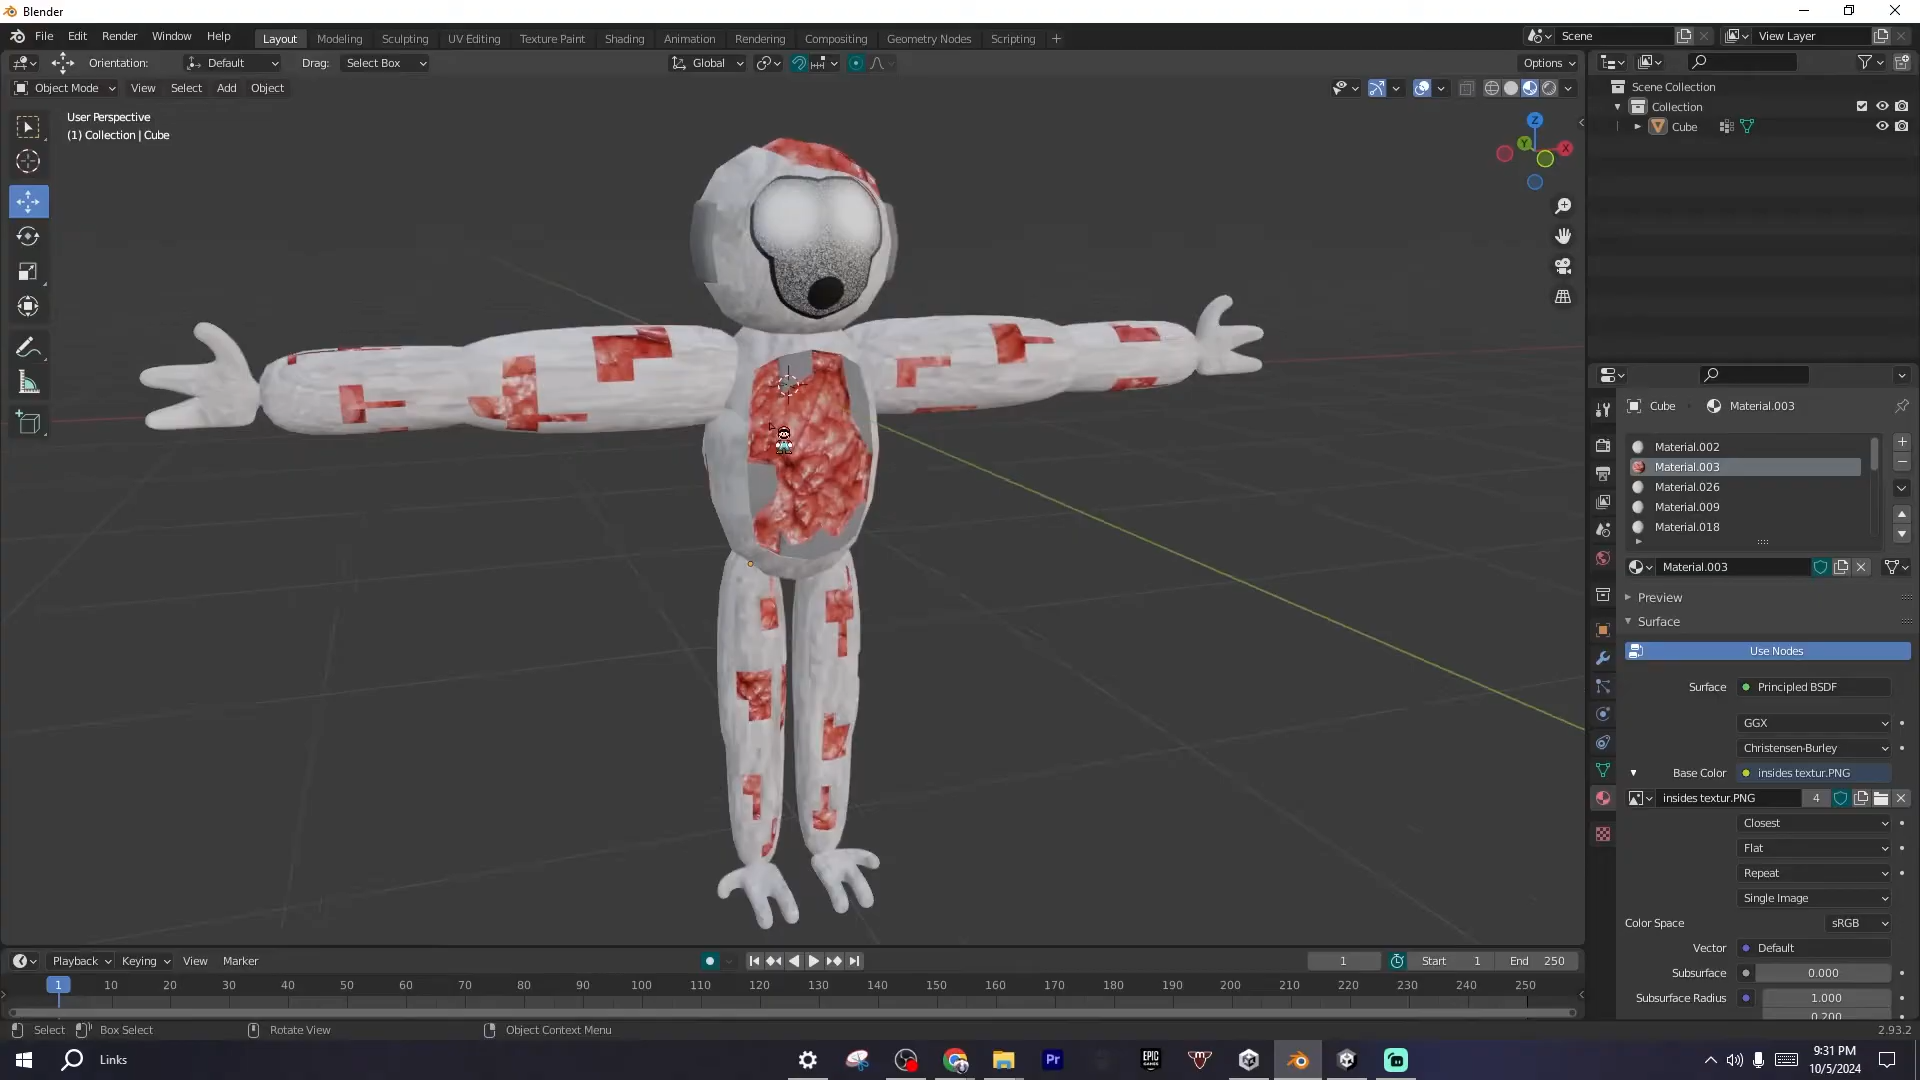 Blender
File Edit Render Window Help Layout Modeling Sculpting UV Editing Texture Paint Shading Animation Rendering Compositing Geometry Nodes Scripting + Scene View Layer
Orientation: Default Drag: Select Box Global Options
Object Mode View Select Add Object
User Perspective
(1) Collection | Cube
Z
Y
X
Scene Collection
Collection
Cube
Cube Material.003
Material.002
Material.003
Material.026
Material.009
Material.018
Material.003
Preview
Surface
Use Nodes
Surface Principled BSDF
GGX
Christensen-Burley
Base Color insides textur.PNG
insides textur.PNG 4
Closest
Flat
Repeat
Single Image
Color Space sRGB
Vector Default
Subsurface 0.000
Subsurface Radius 1.000
0.200
Playback Keying View Marker 1 Start 1 End 250
1 10 20 30 40 50 60 70 80 90 100 110 120 130 140 150 160 170 180 190 200 210 220 230 240 250
Select Box Select Rotate View Object Context Menu 2.93.2
Links Pr EPIC GAMES 9:31 PM
10/5/2024